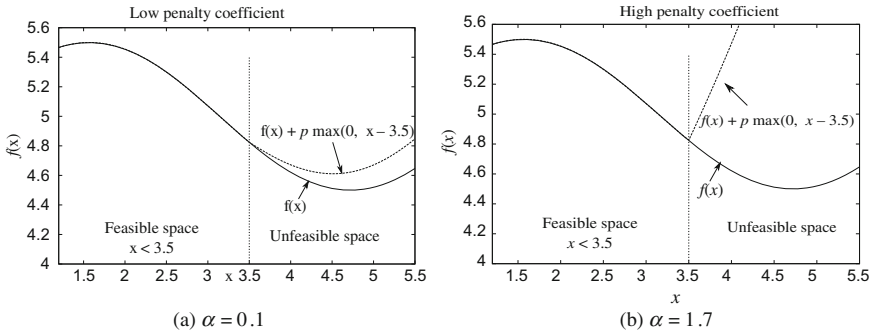 Low penalty coefficient
5.6
5.4
5.2
5
4.8
4.6
4.4
4.2
4
f(x)
f(x) + p max(0, x – 3.5)
f(x)
Feasible space
x < 3.5
Unfeasible space
1.5 2 2.5 3 x 3.5 4 4.5 5 5.5
(a) α = 0.1
High penalty coefficient
5.6
5.4
5.2
5
4.8
4.6
4.4
4.2
4
f(x)
f(x) + p max(0, x – 3.5)
f(x)
Feasible space
x < 3.5
Unfeasible space
1.5 2 2.5 3 3.5 4 4.5 5 5.5
x
(b) α = 1.7